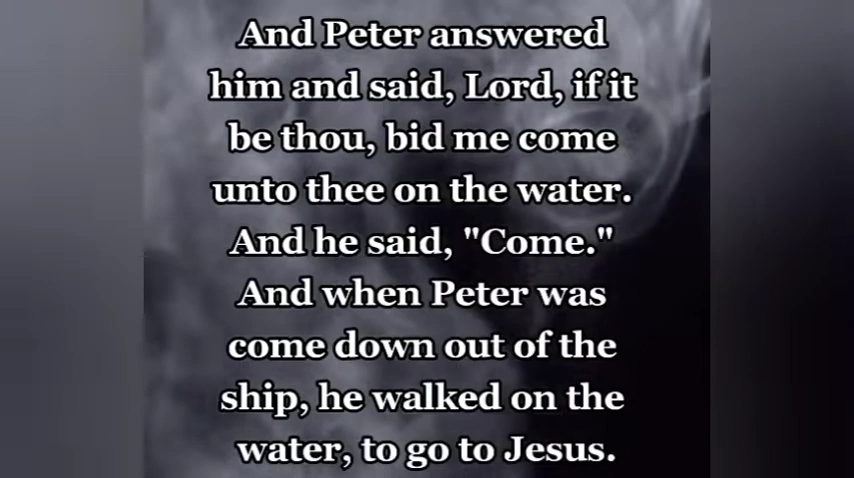 And Peter answered
him and said, Lord, if it
be thou, bid me come
unto thee on the water.
And he said, "Come."
And when Peter was
come down out of the
ship, he walked on the
water, to go to Jesus.